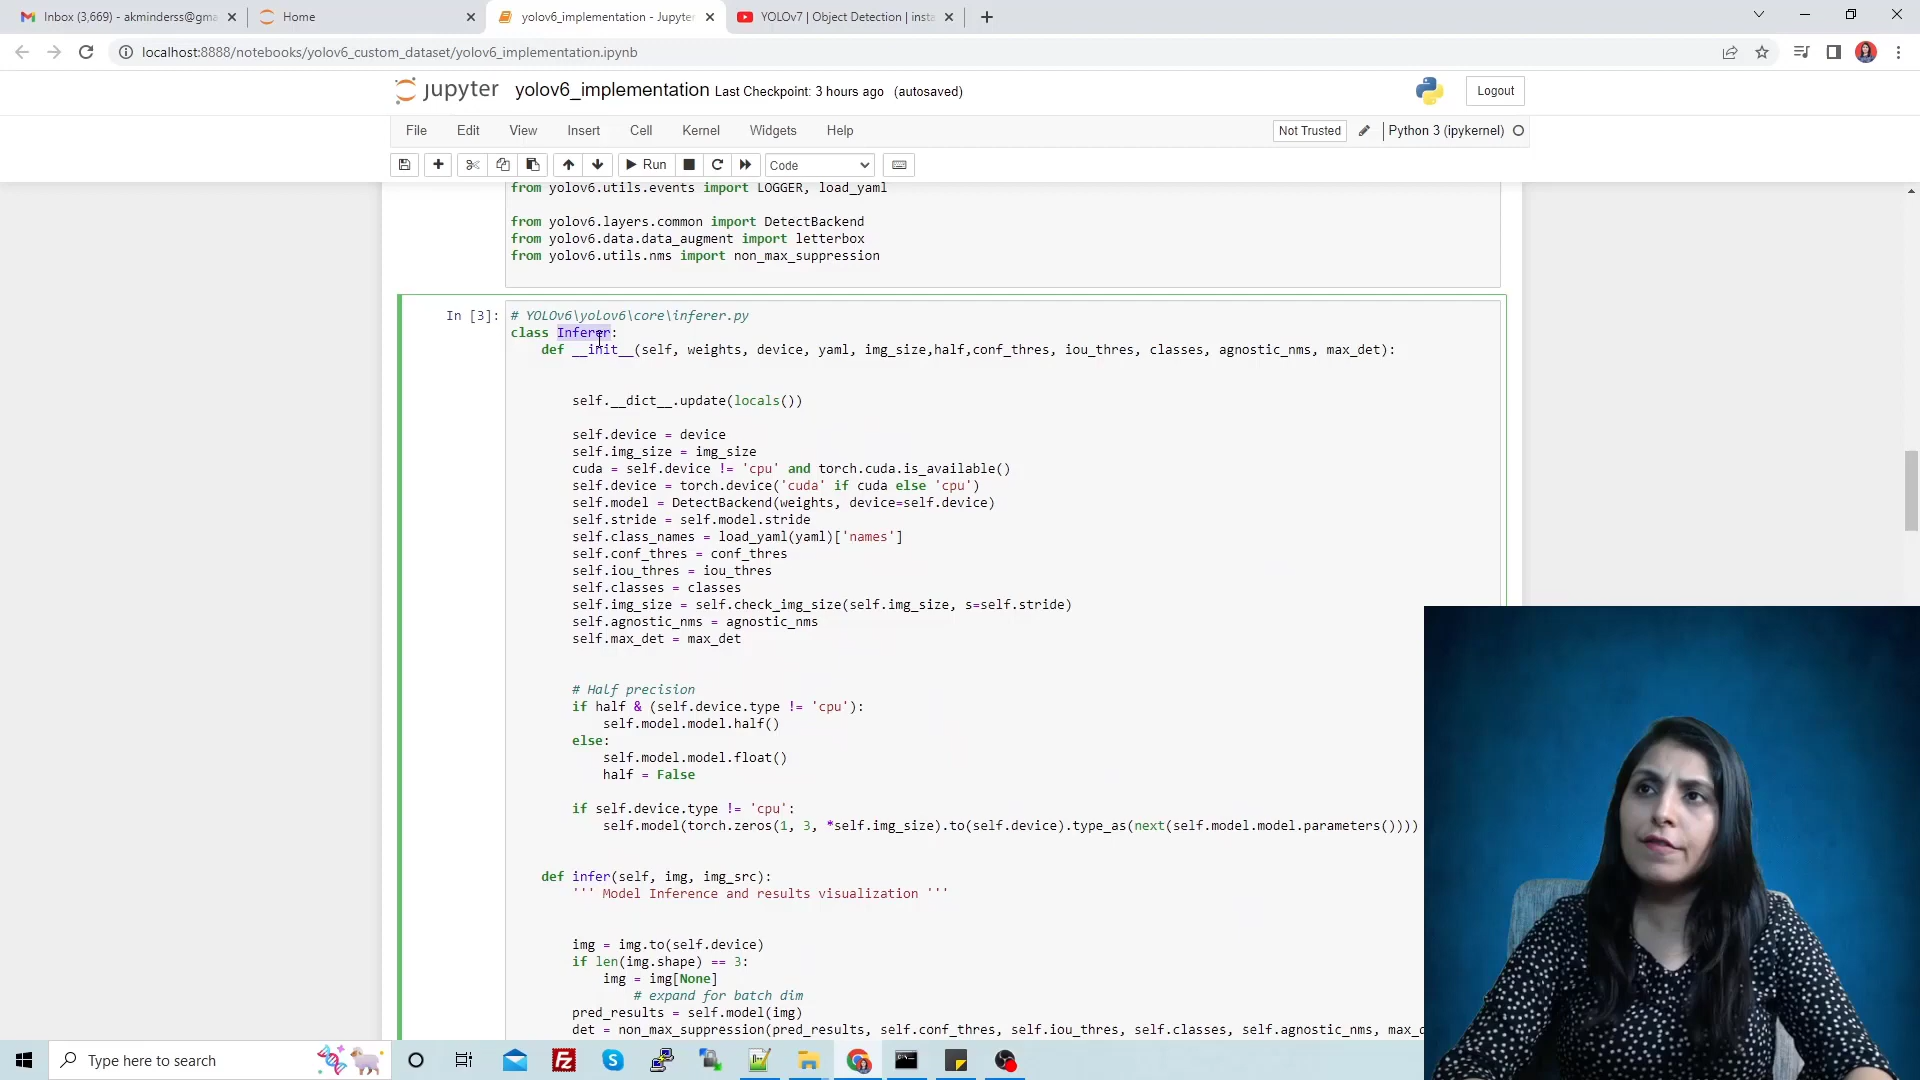 Inbox (3,669) - akminderss@gma
Home
yolov6_implementation - Jupyte
YOLOv7 | Object Detection | insta
localhost:8888/notebooks/yolov6_custom_dataset/yolov6_implementation.ipynb
jupyter yolov6_implementation Last Checkpoint: 3 hours ago (autosaved)
Logout
File Edit View Insert Cell Kernel Widgets Help
Not Trusted
Python 3 (ipykernel)
Run
Code
from yolov6.utils.events import LOGGER, load_yaml
from yolov6.layers.common import DetectBackend
from yolov6.data.data_augment import letterbox
from yolov6.utils.nms import non_max_suppression
In [3]:
# YOLOv6\yolov6\core\inferer.py
class Inferer:
def __init__(self, weights, device, yaml, img_size,half,conf_thres, iou_thres, classes, agnostic_nms, max_det):
self.__dict__.update(locals())
self.device = device
self.img_size = img_size
cuda = self.device != 'cpu' and torch.cuda.is_available()
self.device = torch.device('cuda' if cuda else 'cpu')
self.model = DetectBackend(weights, device=self.device)
self.stride = self.model.stride
self.class_names = load_yaml(yaml)['names']
self.conf_thres = conf_thres
self.iou_thres = iou_thres
self.classes = classes
self.img_size = self.check_img_size(self.img_size, s=self.stride)
self.agnostic_nms = agnostic_nms
self.max_det = max_det
# Half precision
if half & (self.device.type != 'cpu'):
self.model.model.half()
else:
self.model.model.float()
half = False
if self.device.type != 'cpu':
self.model(torch.zeros(1, 3, *self.img_size).to(self.device).type_as(next(self.model.model.parameters())))
def infer(self, img, img_src):
''' Model Inference and results visualization '''
img = img.to(self.device)
if len(img.shape) == 3:
img = img[None]
# expand for batch dim
pred_results = self.model(img)
det = non_max_suppression(pred_results, self.conf_thres, self.iou_thres, self.classes, self.agnostic_nms, max_d
Type here to search